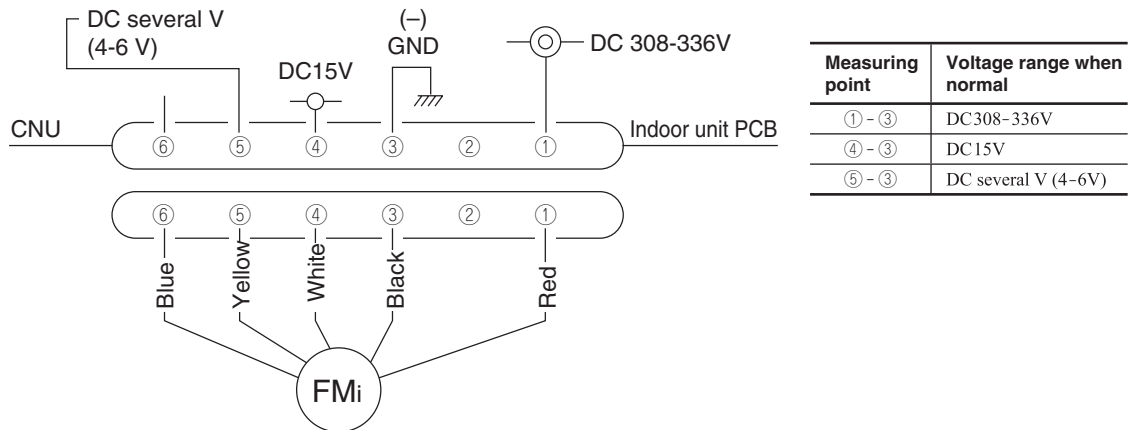 DC several V
(4-6 V)
(–)
GND
DC15V
DC 308-336V
CNU
Indoor unit PCB
⑥ ⑤ ④ ③ ② ①
⑥ ⑤ ④ ③ ② ①
Blue
Yellow
White
Black
Red
FMi
Measuring point
Voltage range when normal
① - ③ DC308-336V
④ - ③ DC15V
⑤ - ③ DC several V (4-6V)